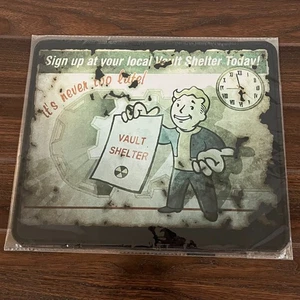 Sign up at your local Vault Shelter Today!
It's never too late!
VAULT
SHELTER